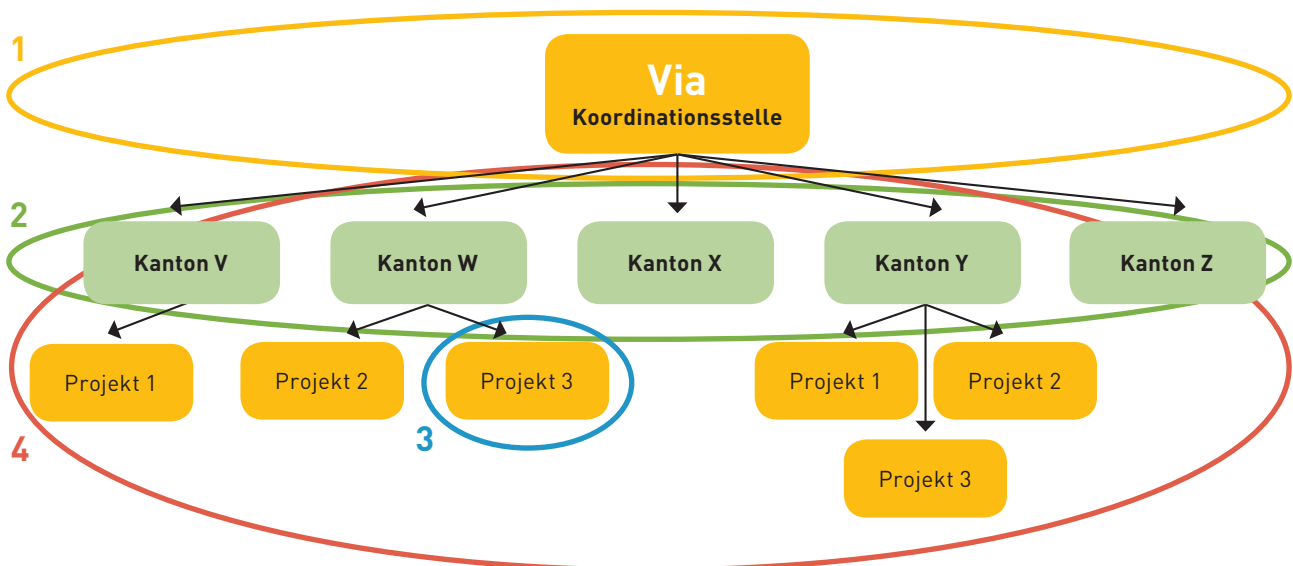 1
Via
Koordinationsstelle
2
Kanton V
Kanton W
Kanton X
Kanton Y
Kanton Z
Projekt 1
Projekt 2
Projekt 3
Projekt 1
Projekt 2
3
4
Projekt 3